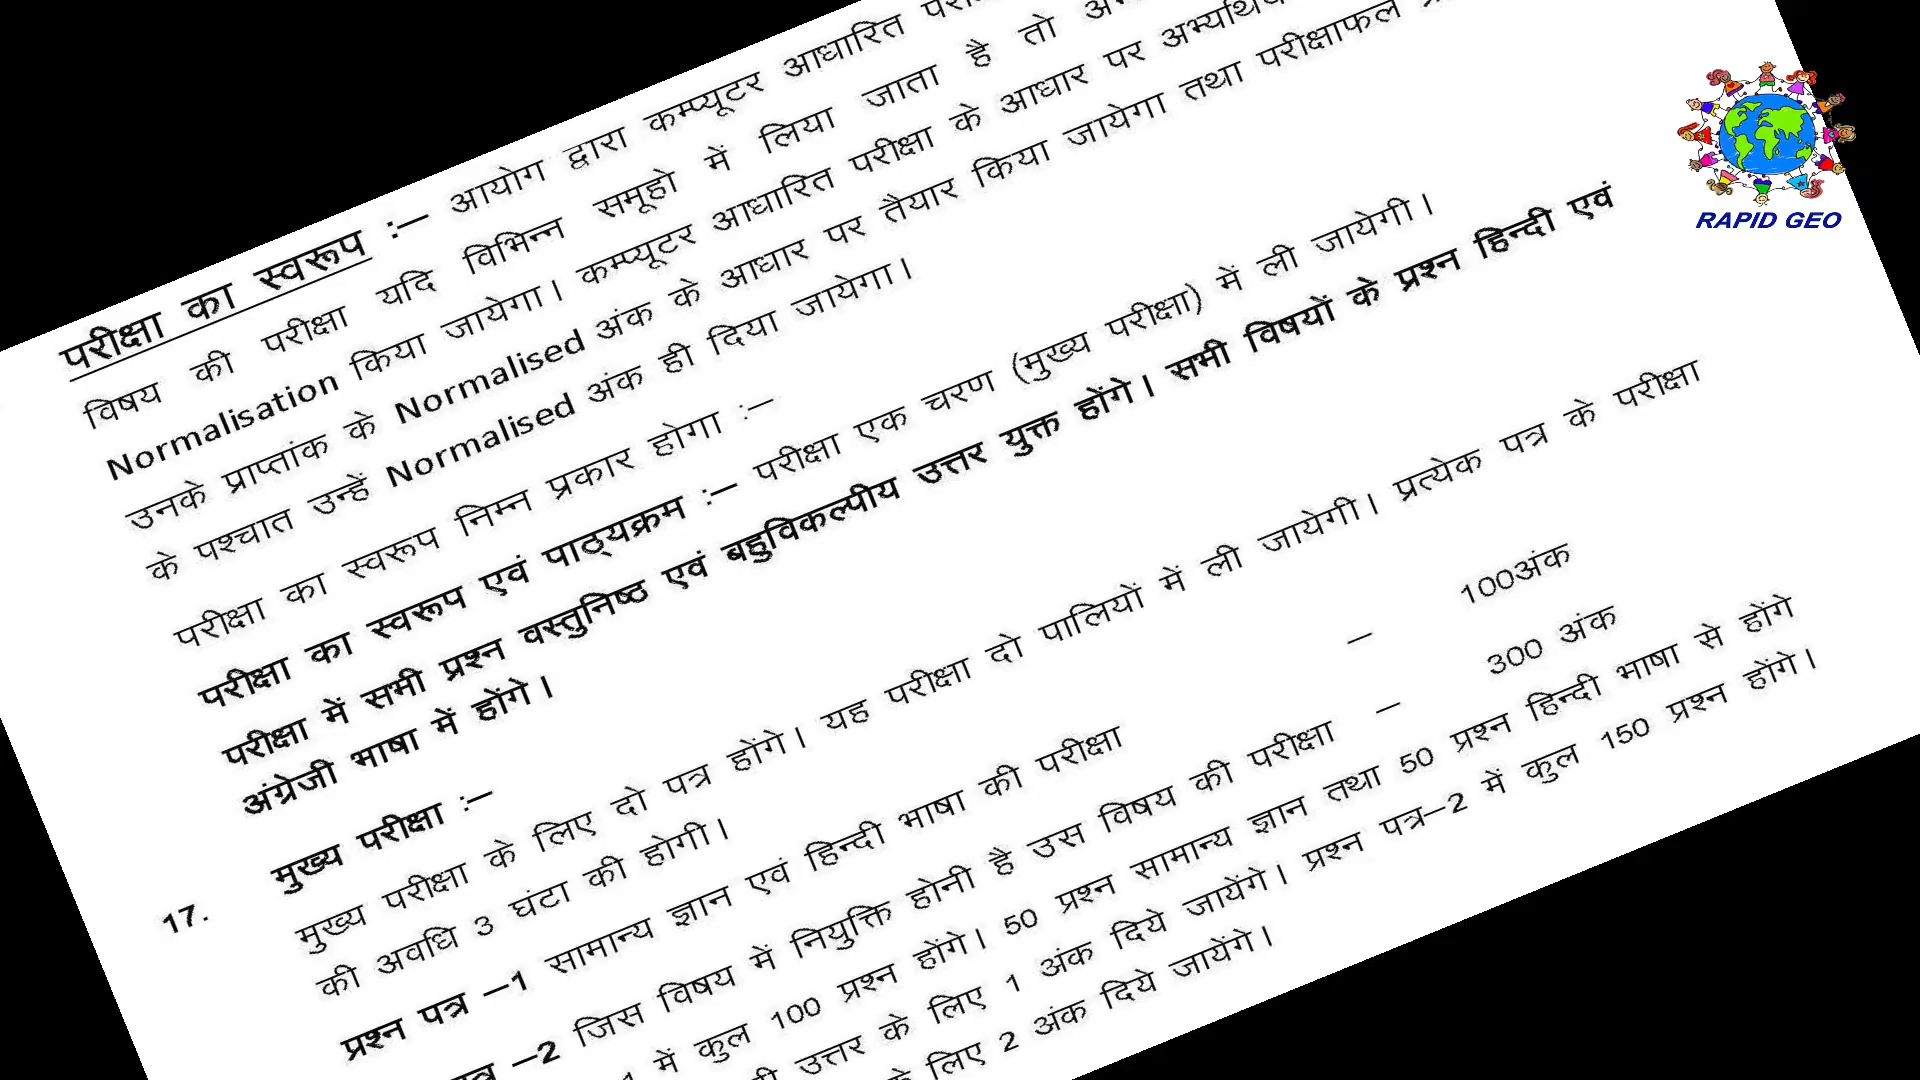 परीक्षा का स्वरूप :– आयोग द्वारा कम्प्यूटर आधारित
विषय की परीक्षा यदि विभिन्न समूहो में लिया जाता है तो
Normalisation किया जायेगा। कम्प्यूटर आधारित परीक्षा के आधार पर
उनके प्राप्तांक के Normalised अंक के आधार पर तैयार किया जायेगा तथा परीक्षाफल
के पश्चात उन्हें Normalised अंक ही दिया जायेगा।
परीक्षा का स्वरूप निम्न प्रकार होगा :–
परीक्षा का स्वरूप एवं पाठ्यक्रम :– परीक्षा एक चरण (मुख्य परीक्षा) में ली जायेगी।
परीक्षा में सभी प्रश्न वस्तुनिष्ठ एवं बहुविकल्पीय उत्तर युक्त होंगे। सभी विषयों के प्रश्न हिन्दी एवं
अंग्रेजी भाषा में होंगे।
17. मुख्य परीक्षा :–
मुख्य परीक्षा के लिए दो पत्र होंगे। यह परीक्षा दो पालियों में ली जायेगी। प्रत्येक पत्र के परीक्षा
की अवधि 3 घंटा की होगी।
प्रश्न पत्र –1 सामान्य ज्ञान एवं हिन्दी भाषा की परीक्षा – 100अंक
–2 जिस विषय में नियुक्ति होनी है उस विषय की परीक्षा – 300 अंक
में कुल 100 प्रश्न होंगे। 50 प्रश्न सामान्य ज्ञान तथा 50 प्रश्न हिन्दी भाषा से होंगे
उत्तर के लिए 1 अंक दिये जायेंगे। प्रश्न पत्र–2 में कुल 150 प्रश्न होंगे।
लिए 2 अंक दिये जायेंगे।
RAPID GEO